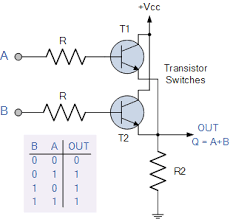 +Vcc
T1
R
A
Transistor
Switches
R
B
T2
OUT
Q = A+B
B A OUT
0 0 0
0 1 1
1 0 1
1 1 1
R2